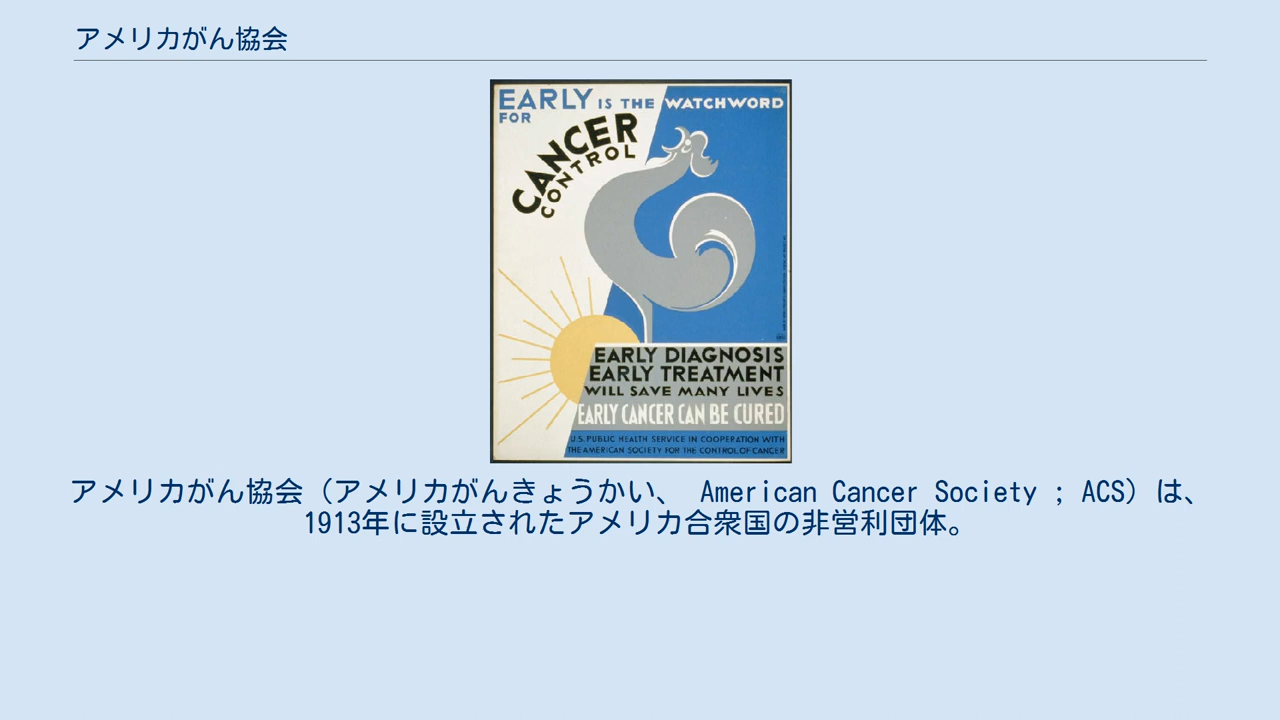 アメリカがん協会
EARLY IS THE WATCHWORD
FOR
CANCER
CONTROL
EARLY DIAGNOSIS
EARLY TREATMENT
WILL SAVE MANY LIVES
EARLY CANCER CAN BE CURED
U.S. PUBLIC HEALTH SERVICE IN COOPERATION WITH
THE AMERICAN SOCIETY FOR THE CONTROL OF CANCER
アメリカがん協会（アメリカがんきょうかい、 American Cancer Society ; ACS）は、
1913年に設立されたアメリカ合衆国の非営利団体。